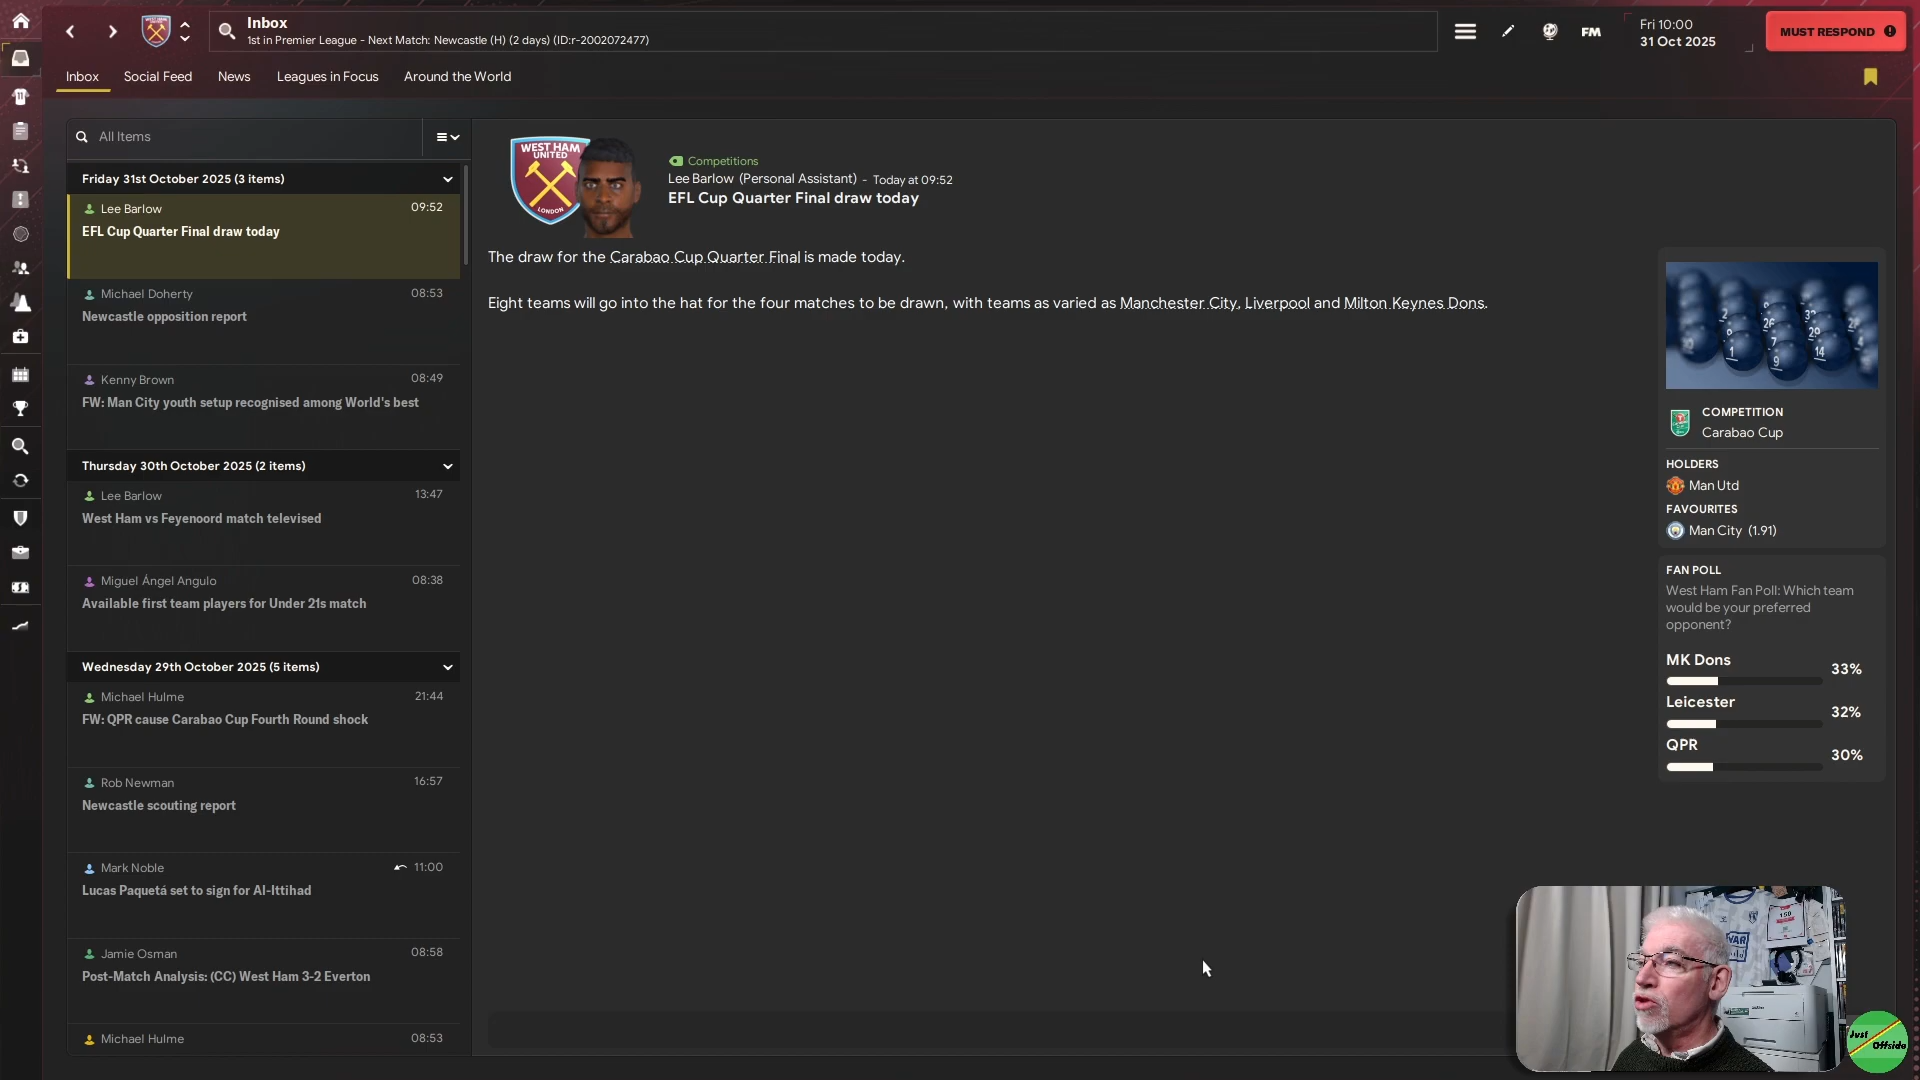 Inbox
1st in Premier League - Next Match: Newcastle (H) (2 days) (ID:r-2002072477)
FM
Fri 10:00
31 Oct 2025
MUST RESPOND
Inbox
Social Feed
News
Leagues in Focus
Around the World
All Items
Friday 31st October 2025 (3 items)
Lee Barlow
09:52
EFL Cup Quarter Final draw today
Michael Doherty
08:53
Newcastle opposition report
Kenny Brown
08:49
FW: Man City youth setup recognised among World's best
Thursday 30th October 2025 (2 items)
Lee Barlow
13:47
West Ham vs Feyenoord match televised
Miguel Ángel Angulo
08:38
Available first team players for Under 21s match
Wednesday 29th October 2025 (5 items)
Michael Hulme
21:44
FW: QPR cause Carabao Cup Fourth Round shock
Rob Newman
16:57
Newcastle scouting report
Mark Noble
11:00
Lucas Paquetá set to sign for Al-Ittihad
Jamie Osman
08:58
Post-Match Analysis: (CC) West Ham 3-2 Everton
Michael Hulme
08:53
WEST HAM
UNITED
LONDON
Competitions
Lee Barlow (Personal Assistant) - Today at 09:52
EFL Cup Quarter Final draw today
The draw for the Carabao Cup Quarter Final is made today.
Eight teams will go into the hat for the four matches to be drawn, with teams as varied as Manchester City, Liverpool and Milton Keynes Dons.
COMPETITION
Carabao Cup
HOLDERS
Man Utd
FAVOURITES
Man City (1.91)
FAN POLL
West Ham Fan Poll: Which team
would be your preferred
opponent?
MK Dons
33%
Leicester
32%
QPR
30%
Just
Offside